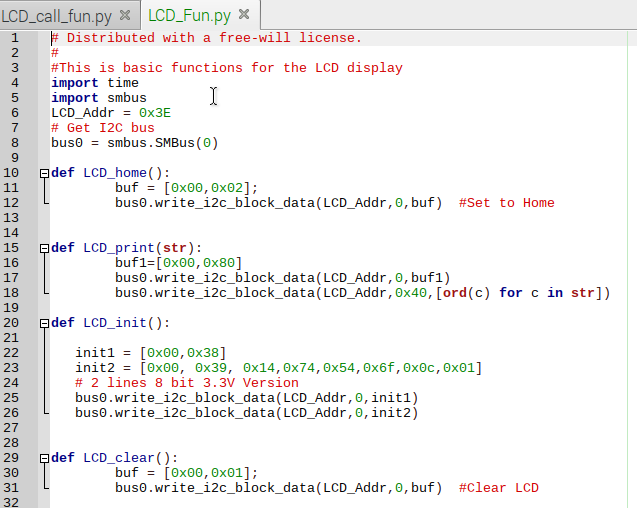 LCD_call_fun.py LCD_Fun.py
1 # Distributed with a free-will license.
2 #
3 #This is basic functions for the LCD display
4 import time
5 import smbus
6 LCD_Addr = 0x3E
7 # Get I2C bus
8 bus0 = smbus.SMBus(0)
9
10 def LCD_home():
11 buf = [0x00,0x02];
12 bus0.write_i2c_block_data(LCD_Addr,0,buf) #Set to Home
13
14
15 def LCD_print(str):
16 buf1=[0x00,0x80]
17 bus0.write_i2c_block_data(LCD_Addr,0,buf1)
18 bus0.write_i2c_block_data(LCD_Addr,0x40,[ord(c) for c in str])
19
20 def LCD_init():
21
22 init1 = [0x00,0x38]
23 init2 = [0x00, 0x39, 0x14,0x74,0x54,0x6f,0x0c,0x01]
24 # 2 lines 8 bit 3.3V Version
25 bus0.write_i2c_block_data(LCD_Addr,0,init1)
26 bus0.write_i2c_block_data(LCD_Addr,0,init2)
27
28
29 def LCD_clear():
30 buf = [0x00,0x01];
31 bus0.write_i2c_block_data(LCD_Addr,0,buf) #Clear LCD
32